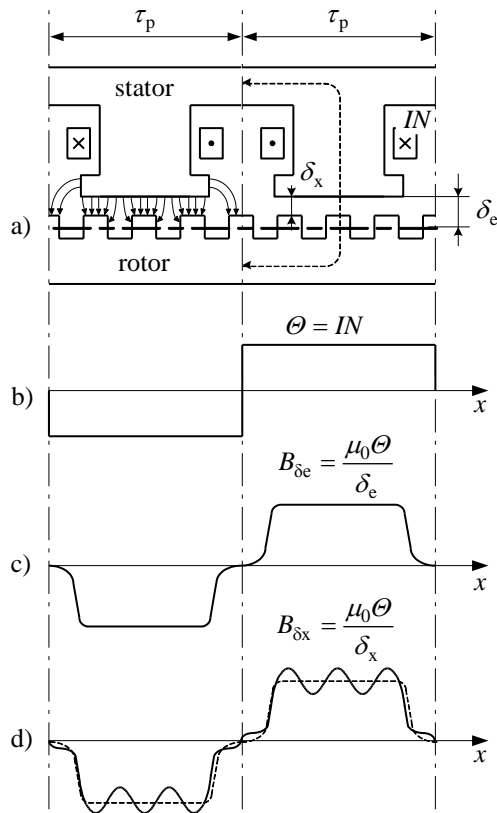 τp τp
stator
IN
δx
δe
a)
rotor
Θ = IN
b)
x
Bδe = μ0Θ / δe
c)
x
Bδx = μ0Θ / δx
d)
x